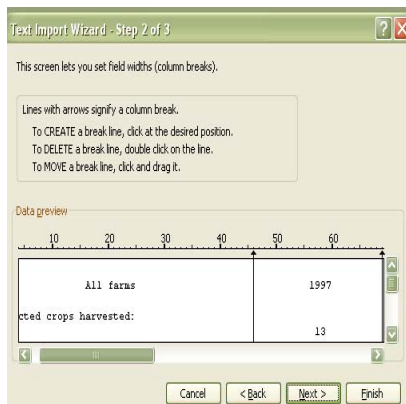 Text Import Wizard - Step 2 of 3
This screen lets you set field widths (column breaks).
Lines with arrows signify a column break.
To CREATE a break line, click at the desired position.
To DELETE a break line, double click on the line.
To MOVE a break line, click and drag it.
Data preview
10 20 30 40 50 60
All farms 1997
cted crops harvested:
13
Cancel < Back Next > Finish